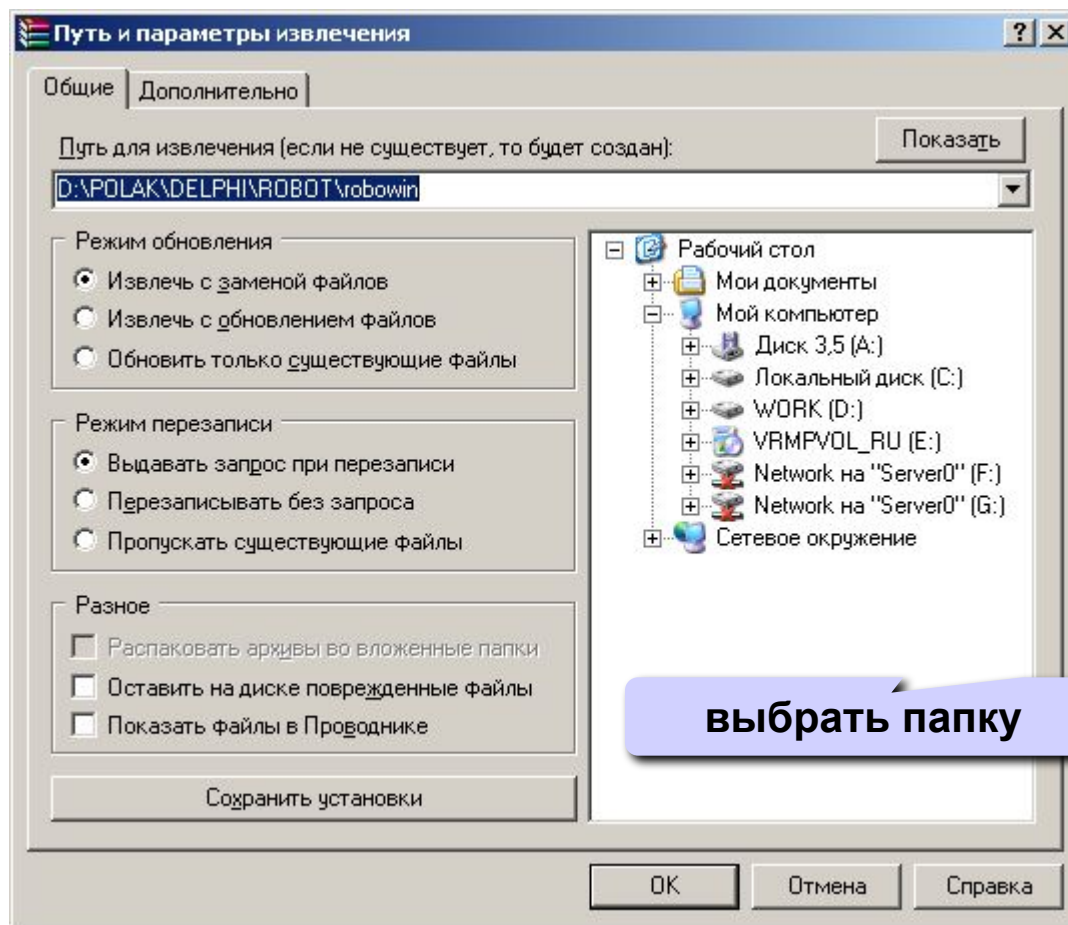 Путь и параметры извлечения
Общие
Дополнительно
Путь для извлечения (если не существует, то будет создан):
Показать
D:\POLAK\DELPHI\ROBOT\robowin
Режим обновления
Извлечь с заменой файлов
Извлечь с обновлением файлов
Обновить только существующие файлы
Режим перезаписи
Выдавать запрос при перезаписи
Перезаписывать без запроса
Пропускать существующие файлы
Разное
Распаковать архивы во вложенные папки
Оставить на диске поврежденные файлы
Показать файлы в Проводнике
Сохранить установки
Рабочий стол
Мои документы
Мой компьютер
Диск 3,5 (A:)
Локальный диск (C:)
WORK (D:)
VRMPVOL_RU (E:)
Network на "Server0" (F:)
Network на "Server0" (G:)
Сетевое окружение
выбрать папку
OK
Отмена
Справка